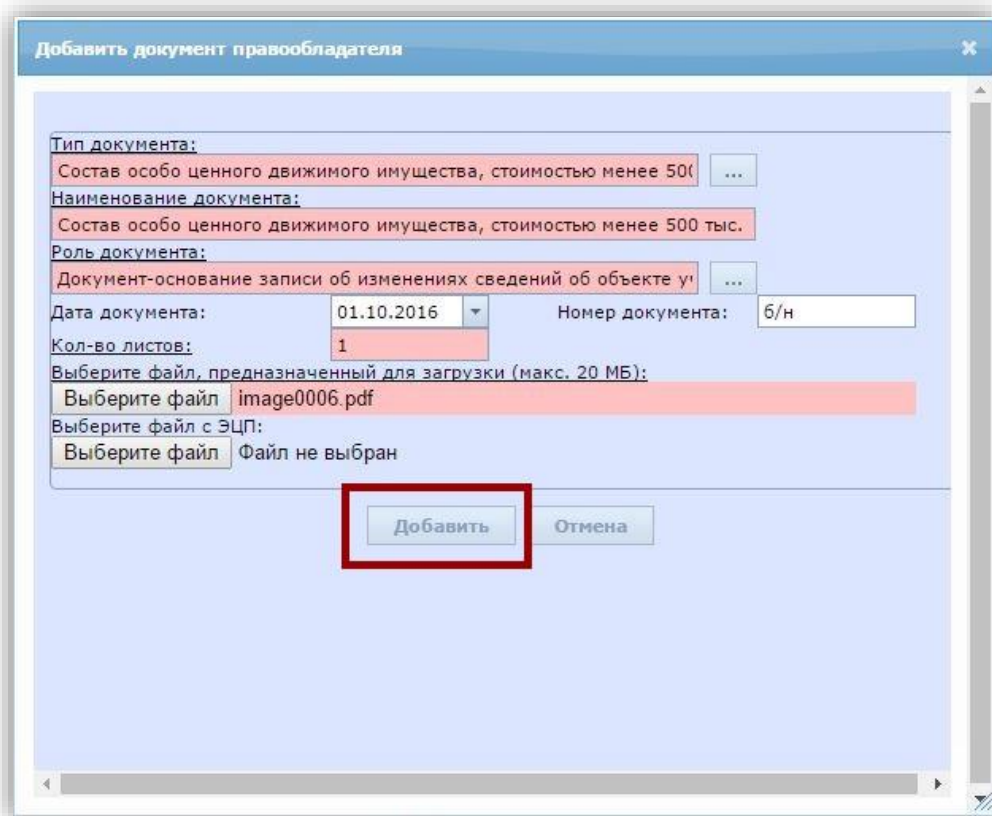 Добавить документ правообладателя
Тип документа:
Состав особо ценного движимого имущества, стоимостью менее 500 ...
Наименование документа:
Состав особо ценного движимого имущества, стоимостью менее 500 тыс.
Роль документа:
Документ-основание записи об изменениях сведений об объекте ...
Дата документа: 01.10.2016 Номер документа: б/н
Кол-во листов: 1
Выберите файл, предназначенный для загрузки (макс. 20 МБ):
Выберите файл image0006.pdf
Выберите файл с ЭЦП:
Выберите файл Файл не выбран
Добавить Отмена